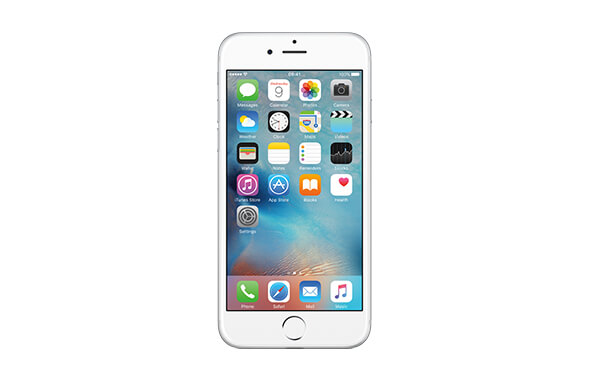 09:41 100%
Wednesday
9
Messages Calendar Photos Camera
Weather Clock Maps Videos
Wallet Notes Reminders Stocks
iTunes Store App Store iBooks Health
Settings
Phone Safari Mail Music